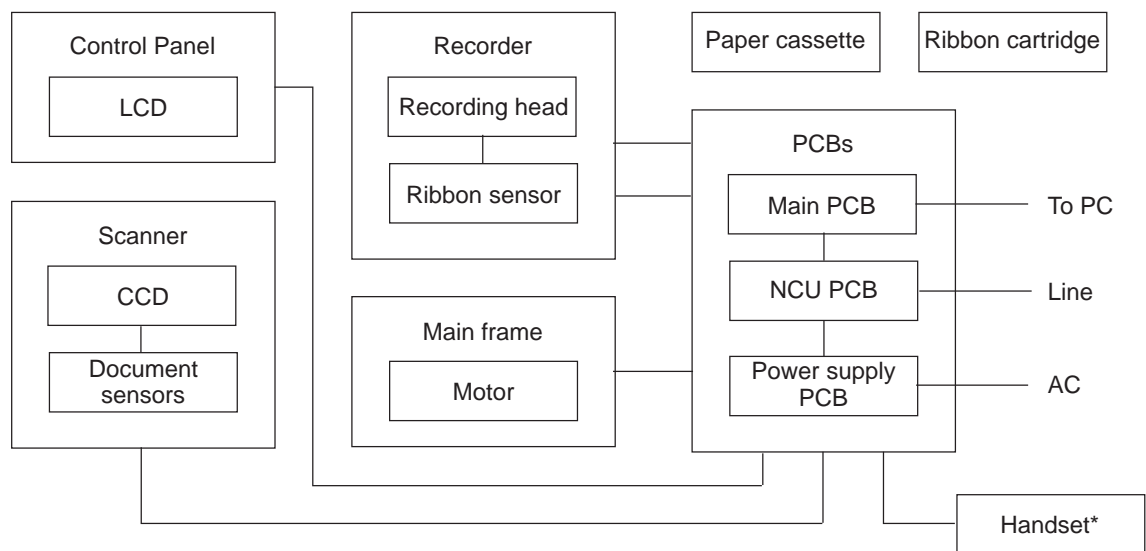 Control Panel
LCD
Recorder
Recording head
Ribbon sensor
Paper cassette
Ribbon cartridge
PCBs
Main PCB
To PC
NCU PCB
Line
Power supply
PCB
AC
Scanner
CCD
Document
sensors
Main frame
Motor
Handset*